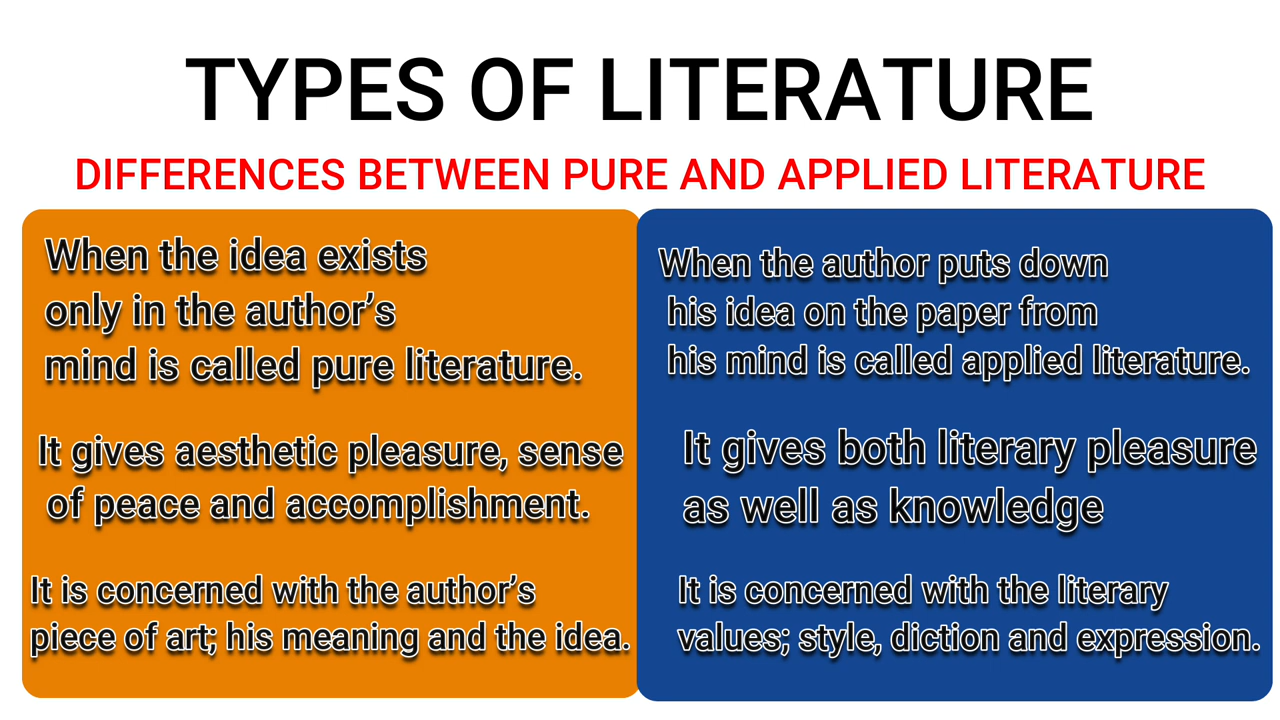 TYPES OF LITERATURE
DIFFERENCES BETWEEN PURE AND APPLIED LITERATURE
When the idea exists
only in the author’s
mind is called pure literature.
It gives aesthetic pleasure, sense
of peace and accomplishment.
It is concerned with the author’s
piece of art; his meaning and the idea.
When the author puts down
his idea on the paper from
his mind is called applied literature.
It gives both literary pleasure
as well as knowledge
It is concerned with the literary
values; style, diction and expression.